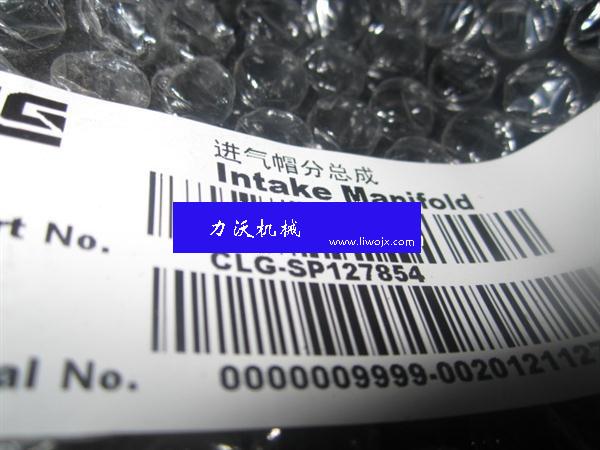 进气帽分总成
Intake Manifold
力沃机械
www.liwojx.com
rt No.
CLG-SP127854
al No.
0000009999-0020121127